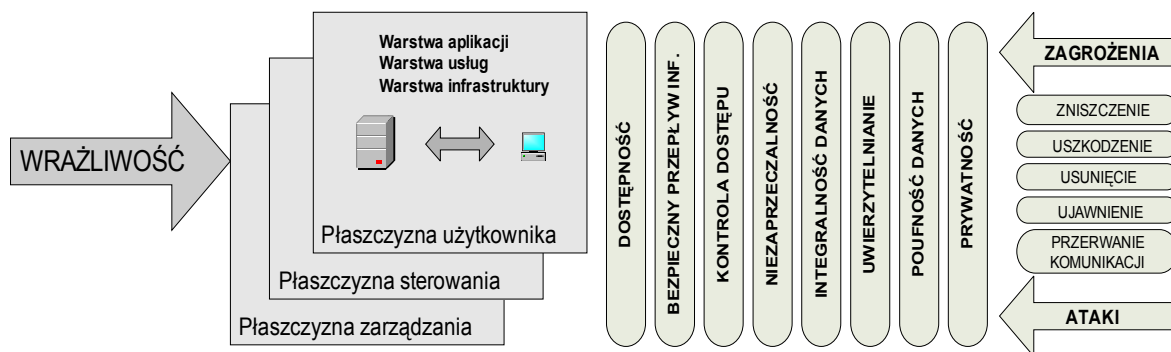 WRAŻLIWOŚĆ
Warstwa aplikacji
Warstwa usług
Warstwa infrastruktury
Płaszczyzna użytkownika
Płaszczyzna sterowania
Płaszczyzna zarządzania
DOSTĘPNOŚĆ
BEZPIECZNY PRZEPŁYW INF.
KONTROLA DOSTĘPU
NIEZAPRZECZALNOŚĆ
INTEGRALNOŚĆ DANYCH
UWIERZYTELNIANIE
POUFNOŚĆ DANYCH
PRYWATNOŚĆ
ZAGROŻENIA
ZNISZCZENIE
USZKODZENIE
USUNIĘCIE
UJAWNIENIE
PRZERWANIE
KOMUNIKACJI
ATAKI